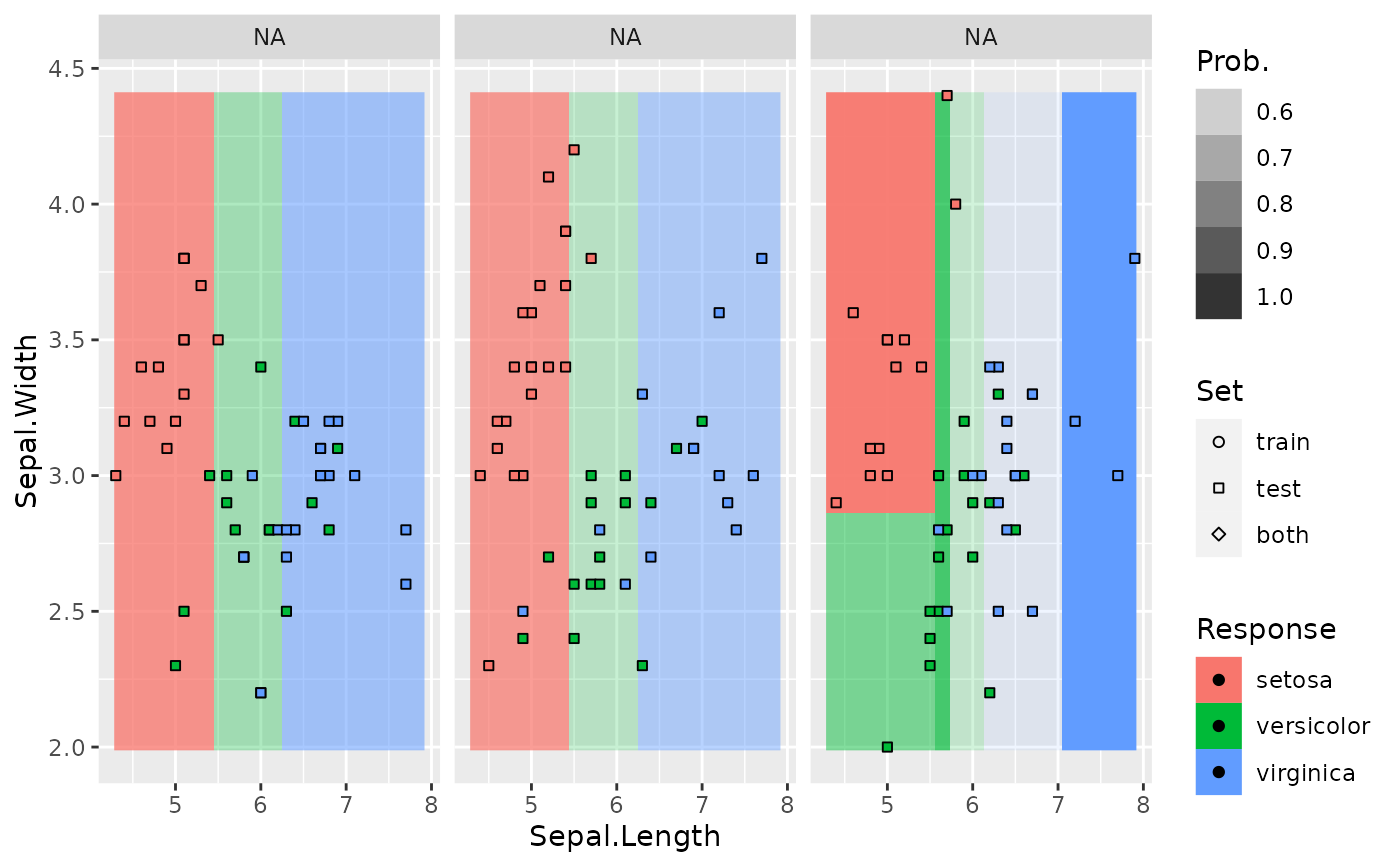 NA NA NA
4.5
4.0
3.5
3.0
2.5
2.0
Sepal.Width
5 6 7 8 5 6 7 8 5 6 7 8
Sepal.Length
Prob.
0.6
0.7
0.8
0.9
1.0
Set
train
test
both
Response
setosa
versicolor
virginica